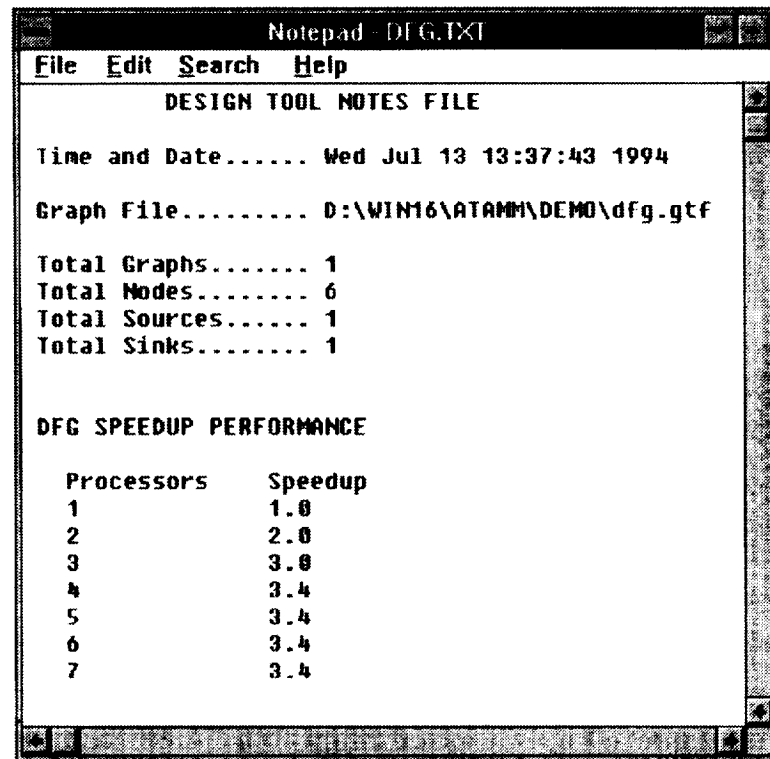 Notepad - DFG.TXT
File Edit Search Help
DESIGN TOOL NOTES FILE
Time and Date...... Wed Jul 13 13:37:43 1994
Graph File......... D:\WIN16\ATAMM\DEMO\dfg.gtf
Total Graphs....... 1
Total Nodes........ 6
Total Sources...... 1
Total Sinks........ 1
DFG SPEEDUP PERFORMANCE
Processors Speedup
1 1.0
2 2.0
3 3.0
4 3.4
5 3.4
6 3.4
7 3.4